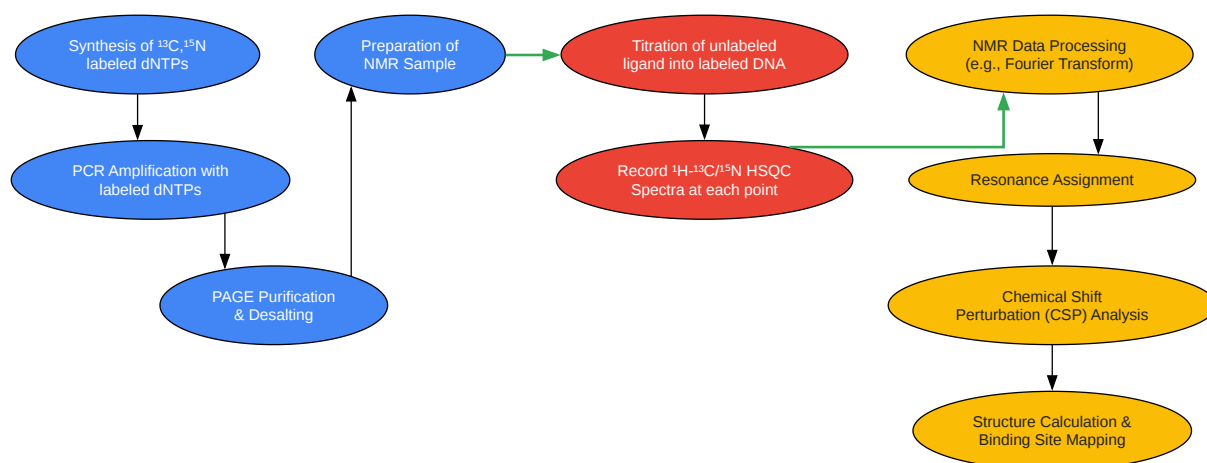 Synthesis of ¹³C,¹⁵N
labeled dNTPs
PCR Amplification with
labeled dNTPs
PAGE Purification
& Desalting
Preparation of
NMR Sample
Titration of unlabeled
ligand into labeled DNA
Record ¹H-¹³C/¹⁵N HSQC
Spectra at each point
NMR Data Processing
(e.g., Fourier Transform)
Resonance Assignment
Chemical Shift
Perturbation (CSP) Analysis
Structure Calculation &
Binding Site Mapping